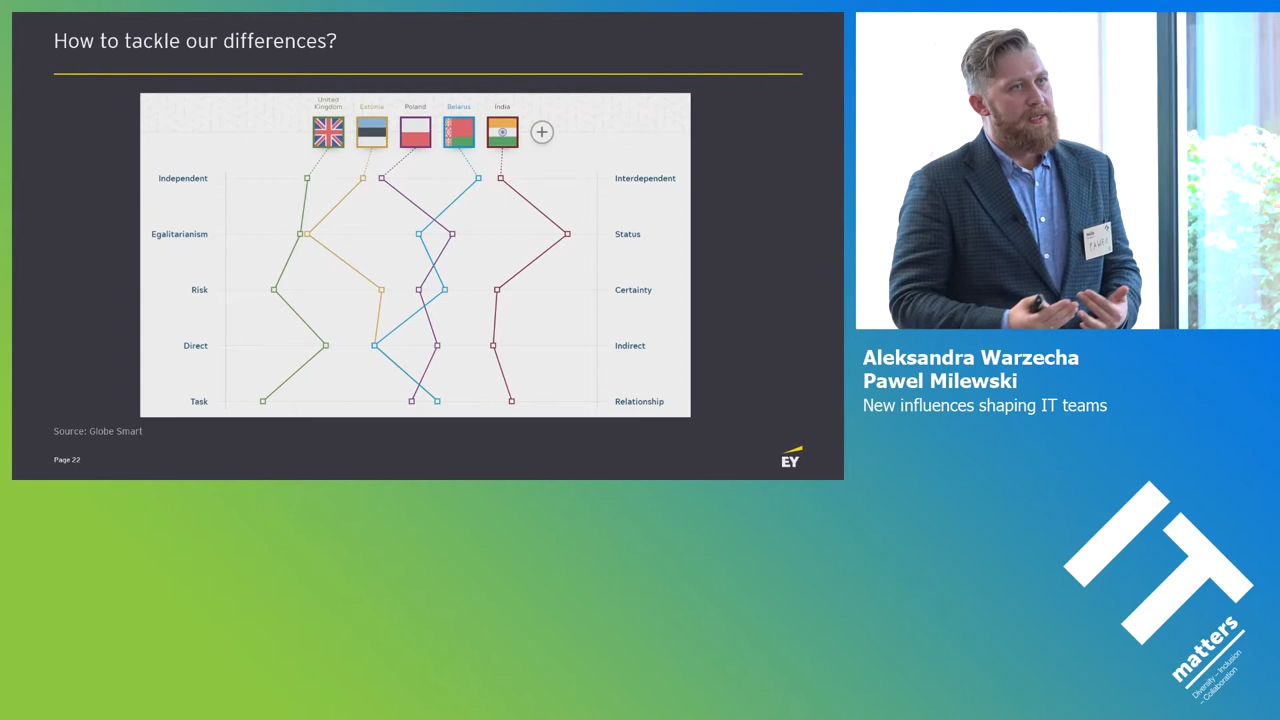 How to tackle our differences?
United
Kingdom
Estonia
Poland
Belarus
India
Independent
Interdependent
Egalitarianism
Status
Risk
Certainty
Direct
Indirect
Task
Relationship
Source: Globe Smart
Page 22
EY
PAWEŁ
Aleksandra Warzecha
Pawel Milewski
New influences shaping IT teams
IT
matters
Diversity – Inclusion
– Collaboration